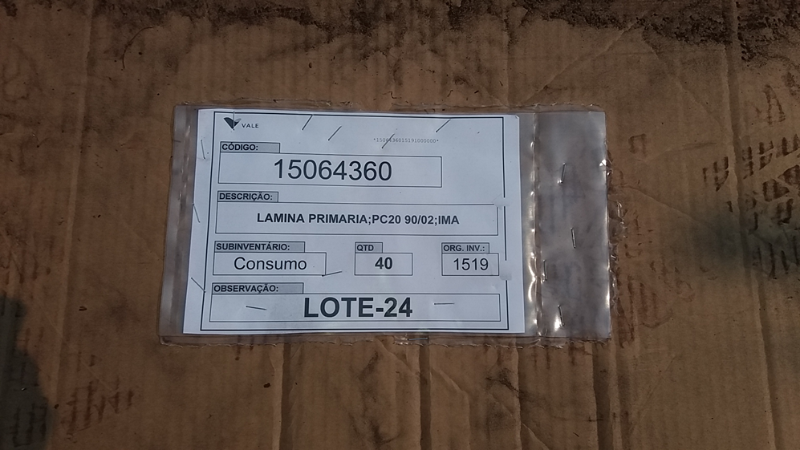 VALE
CÓDIGO:
15064360
DESCRIÇÃO:
LAMINA PRIMARIA;PC20 90/02;IMA
SUBINVENTÁRIO: QTD ORG. INV.:
Consumo 40 1519
OBSERVAÇÃO:
LOTE-24